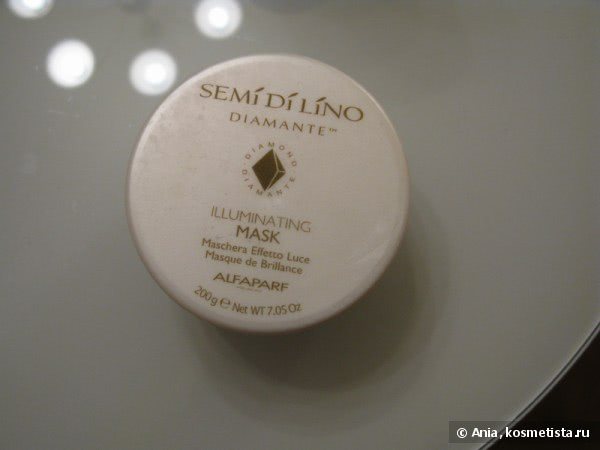 SEMÍ DÍ LÍNO
DIAMANTE™
DIAMOND
DIAMANTE
ILLUMINATING
MASK
Maschera Effetto Luce
Masque de Brillance
ALFAPARF
200g ℮ Net WT 7.05 Oz
© Ania, kosmetista.ru